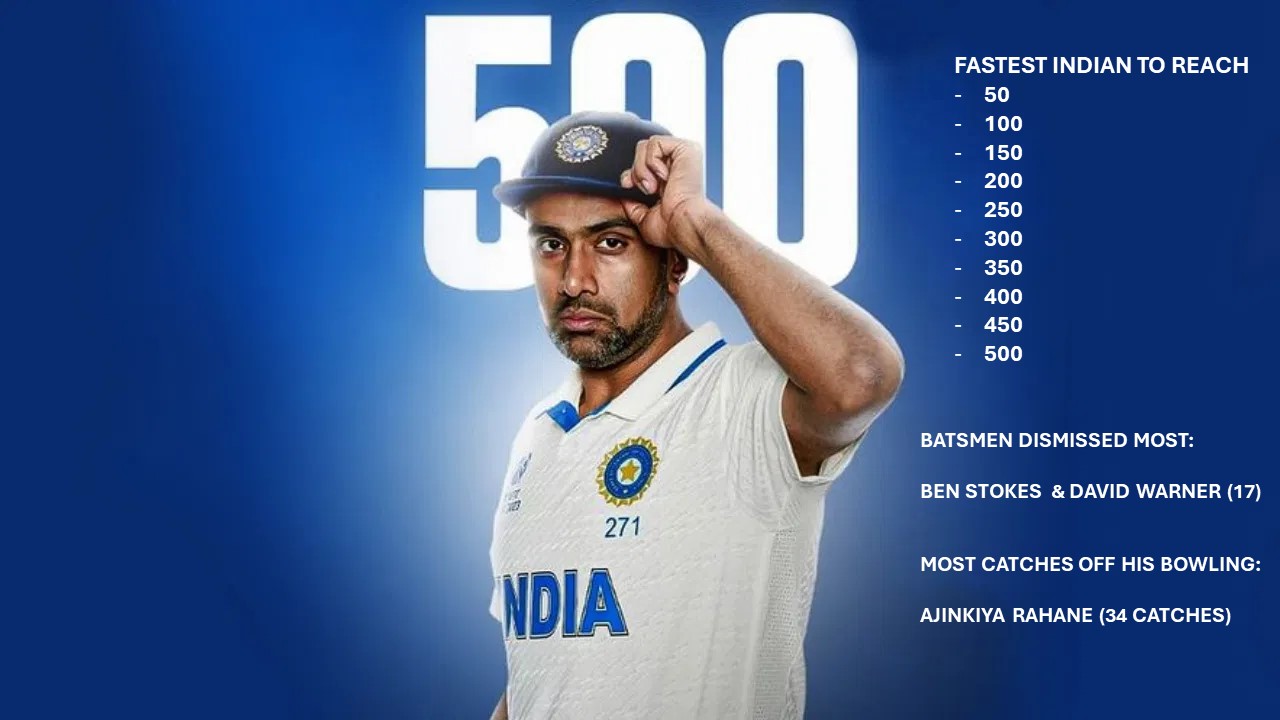 500
FASTEST INDIAN TO REACH
- 50
- 100
- 150
- 200
- 250
- 300
- 350
- 400
- 450
- 500
BATSMEN DISMISSED MOST:
BEN STOKES & DAVID WARNER (17)
MOST CATCHES OFF HIS BOWLING:
AJINKIYA RAHANE (34 CATCHES)
271
NDIA